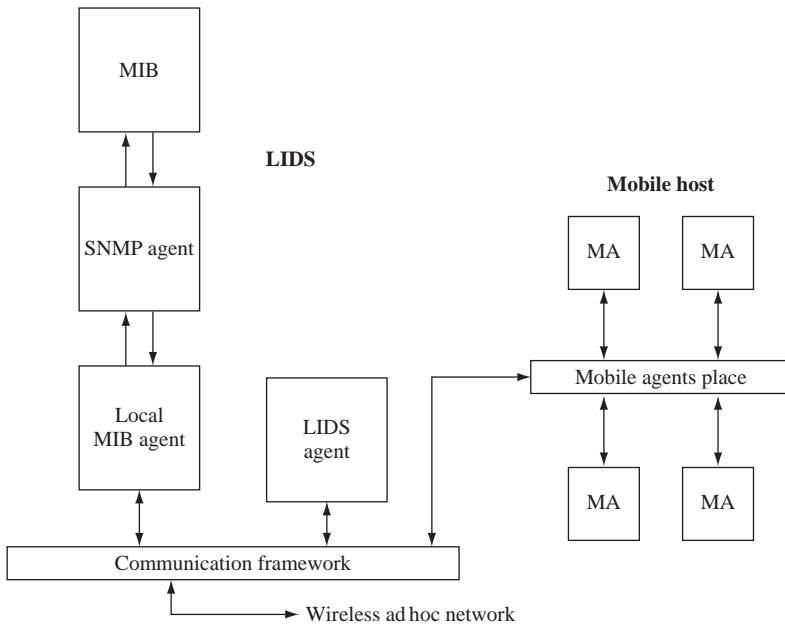 MIB
LIDS
Mobile host
SNMP agent
MA
MA
Mobile agents place
Local
MIB agent
LIDS
agent
MA
MA
Communication framework
Wireless ad hoc network